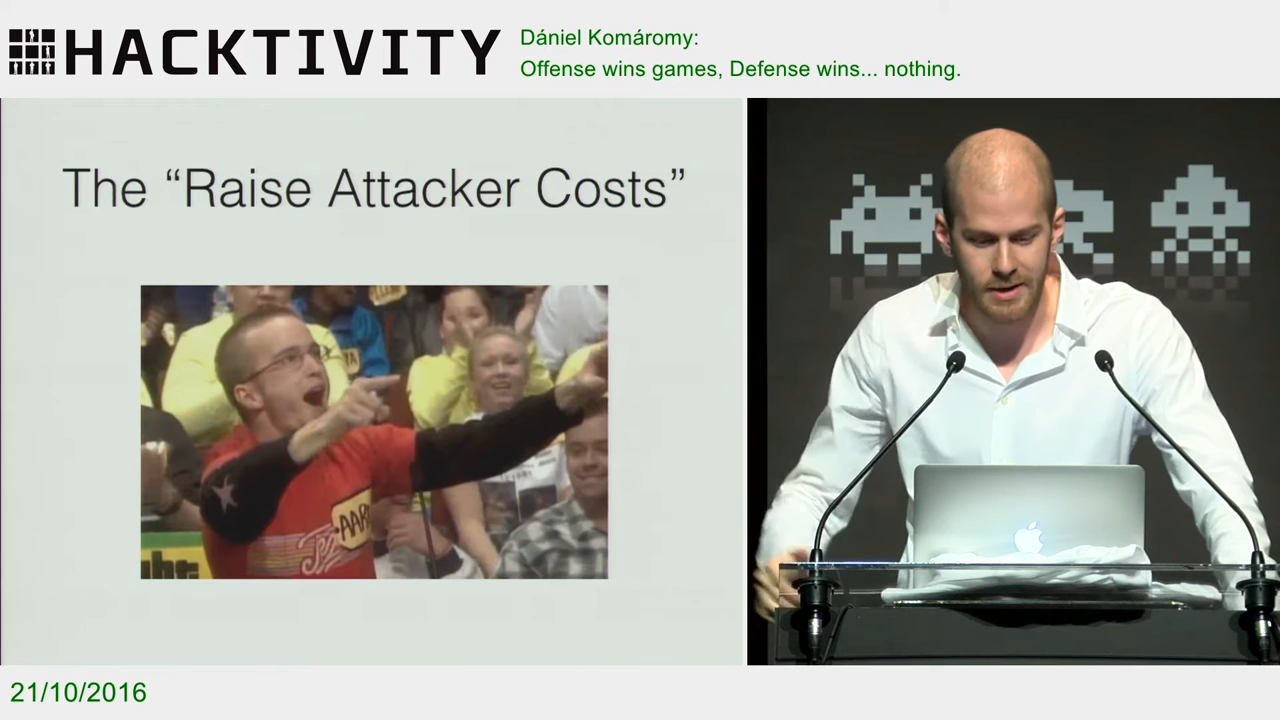 HACKTIVITY
Dániel Komáromy:
Offense wins games, Defense wins... nothing.
The “Raise Attacker Costs”
21/10/2016